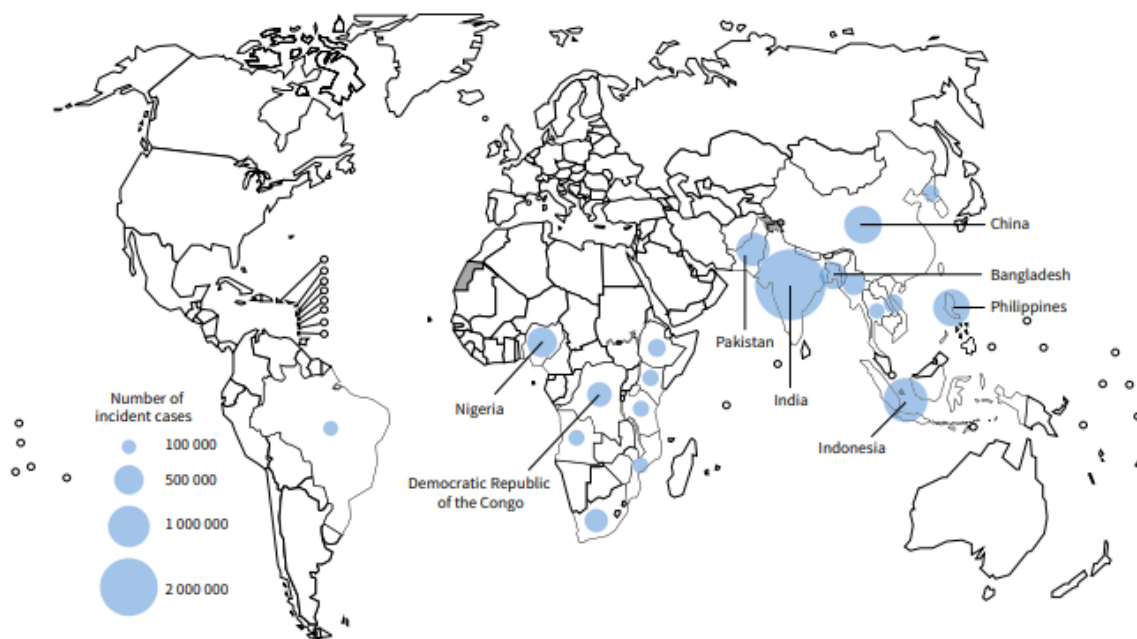 China
Bangladesh
Philippines
Pakistan
India
Indonesia
Nigeria
Democratic Republic
of the Congo
Number of
incident cases
100 000
500 000
1 000 000
2 000 000